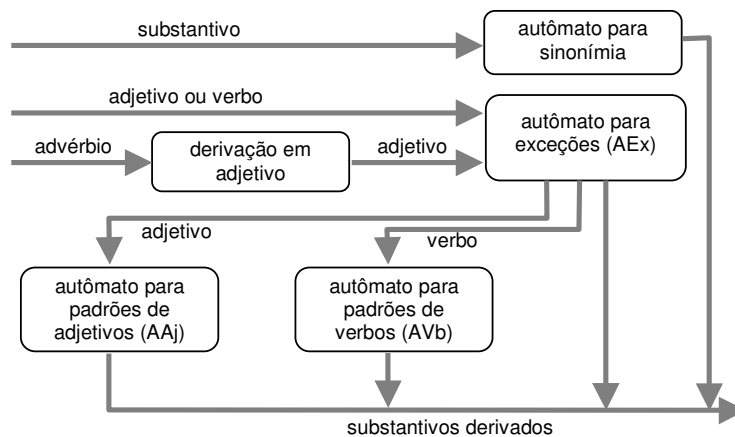 substantivo
autômato para
sinonímia
adjetivo ou verbo
autômato para
exceções (AEx)
advérbio
derivação em
adjetivo
adjetivo
adjetivo
verbo
autômato para
padrões de
adjetivos (AAj)
autômato para
padrões de
verbos (AVb)
substantivos derivados